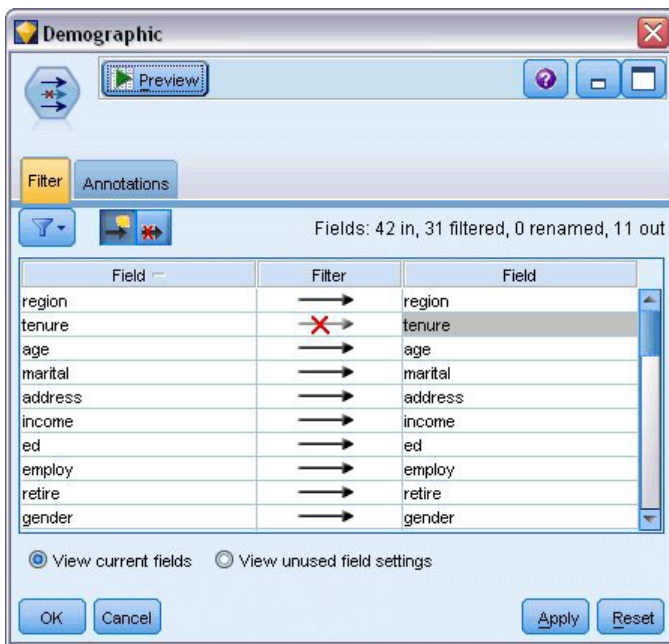 Demographic
Preview
Filter Annotations
Fields: 42 in, 31 filtered, 0 renamed, 11 out
Field Filter Field
region region
tenure tenure
age age
marital marital
address address
income income
ed ed
employ employ
retire retire
gender gender
View current fields View unused field settings
OK Cancel Apply Reset